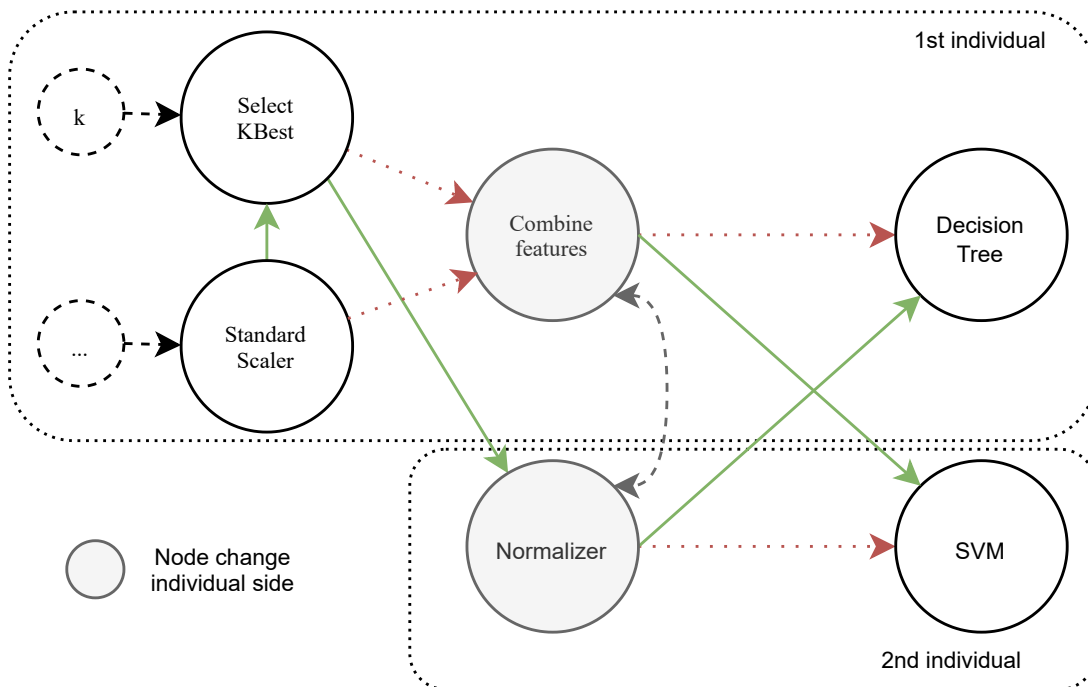 1st individual
k
Select
KBest
Combine
features
Decision
Tree
...
Standard
Scaler
Node change
individual side
Normalizer
SVM
2nd individual